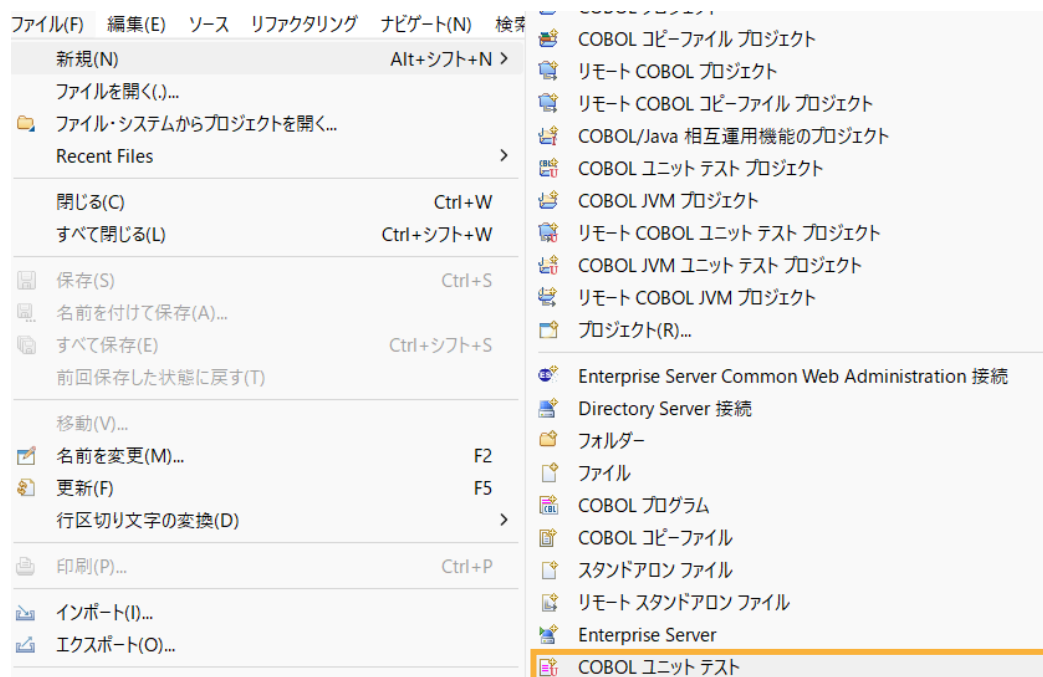 ファイル(F) 編集(E) ソース リファクタリング ナビゲート(N) 検索
新規(N) Alt+シフト+N
ファイルを開く(.)...
ファイル・システムからプロジェクトを開く...
Recent Files
閉じる(C) Ctrl+W
すべて閉じる(L) Ctrl+シフト+W
保存(S) Ctrl+S
名前を付けて保存(A)...
すべて保存(E) Ctrl+シフト+S
前回保存した状態に戻す(T)
移動(V)...
名前を変更(M)... F2
更新(F) F5
行区切り文字の変換(D)
印刷(P)... Ctrl+P
インポート(I)...
エクスポート(O)...
COBOL プロジェクト
COBOL コピーファイル プロジェクト
リモート COBOL プロジェクト
リモート COBOL コピーファイル プロジェクト
COBOL/Java 相互運用機能のプロジェクト
COBOL ユニット テスト プロジェクト
COBOL JVM プロジェクト
リモート COBOL ユニット テスト プロジェクト
COBOL JVM ユニット テスト プロジェクト
リモート COBOL JVM プロジェクト
プロジェクト(R)...
Enterprise Server Common Web Administration 接続
Directory Server 接続
フォルダー
ファイル
COBOL プログラム
COBOL コピーファイル
スタンドアロン ファイル
リモート スタンドアロン ファイル
Enterprise Server
COBOL ユニット テスト